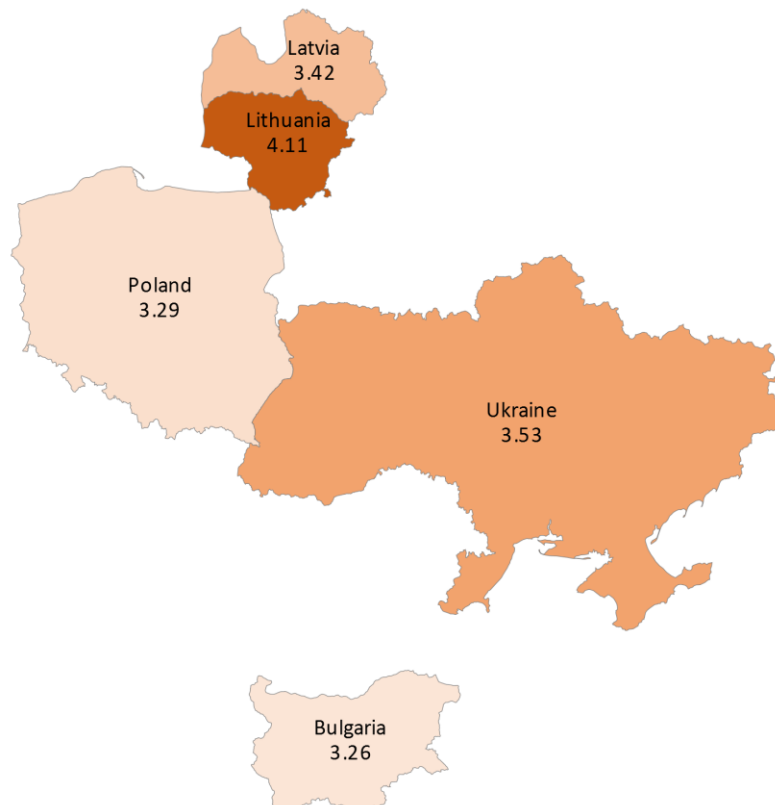 Latvia
3.42
Lithuania
4.11
Poland
3.29
Ukraine
3.53
Bulgaria
3.26